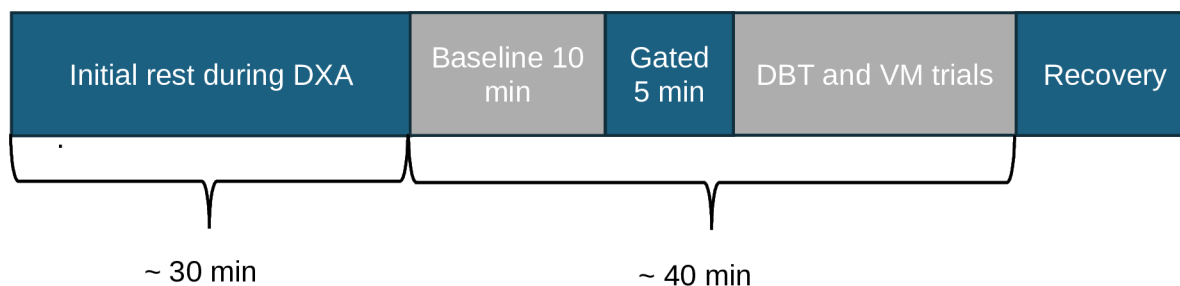 Initial rest during DXA
Baseline 10
min
Gated
5 min
DBT and VM trials
Recovery
.
~ 30 min
~ 40 min